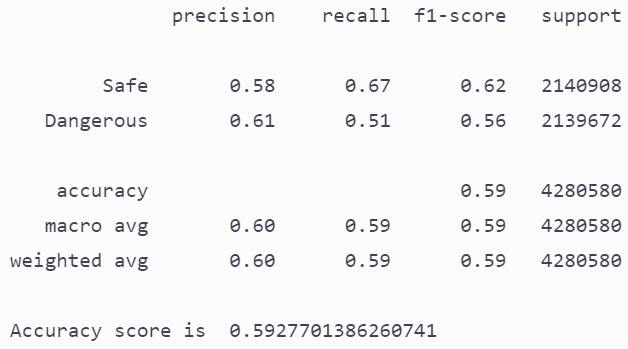 precision recall f1-score support
Safe 0.58 0.67 0.62 2140908
Dangerous 0.61 0.51 0.56 2139672
accuracy 0.59 4280580
macro avg 0.60 0.59 0.59 4280580
weighted avg 0.60 0.59 0.59 4280580
Accuracy score is 0.5927701386260741